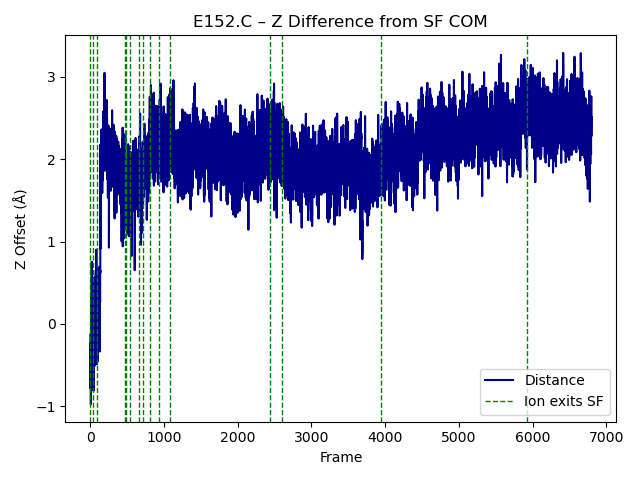 E152.C – Z Difference from SF COM
Z Offset (Å)
3
2
1
0
−1
0 1000 2000 3000 4000 5000 6000 7000
Frame
Distance
Ion exits SF